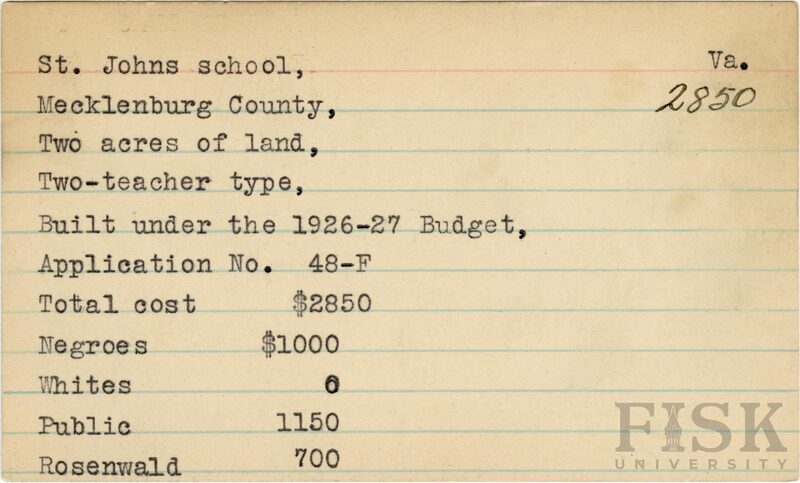 St. Johns school, Va.
Mecklenburg County, 2850
Two acres of land,
Two-teacher type,
Built under the 1926-27 Budget,
Application No. 48-F
Total cost $2850
Negroes $1000
Whites 0
Public 1150
Rosenwald 700
FISK
UNIVERSITY